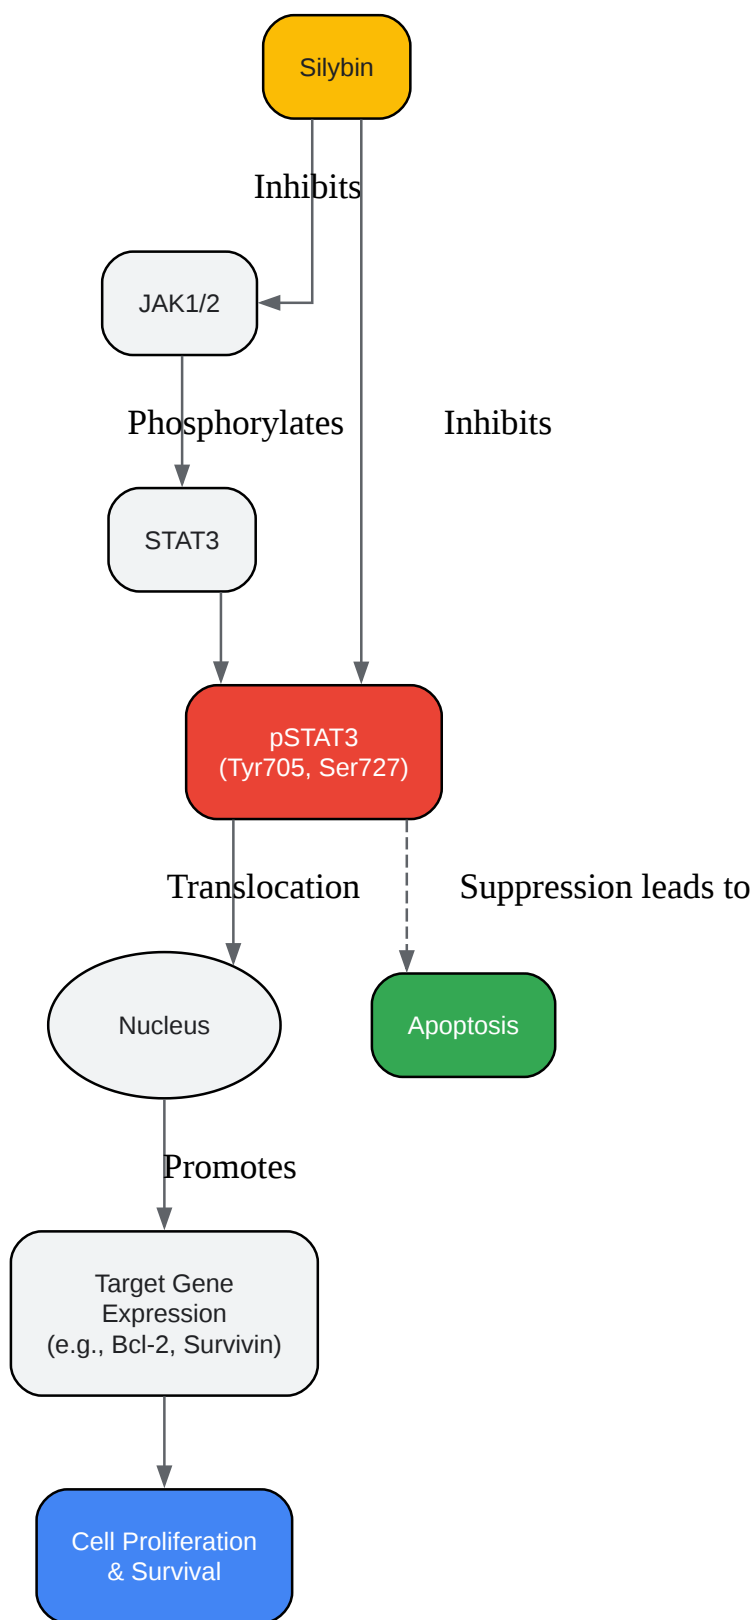 Silybin
Inhibits
JAK1/2
Phosphorylates
Inhibits
STAT3
pSTAT3
(Tyr705, Ser727)
Translocation
Suppression leads to
Nucleus
Apoptosis
Promotes
Target Gene
Expression
(e.g., Bcl-2, Survivin)
Cell Proliferation
& Survival